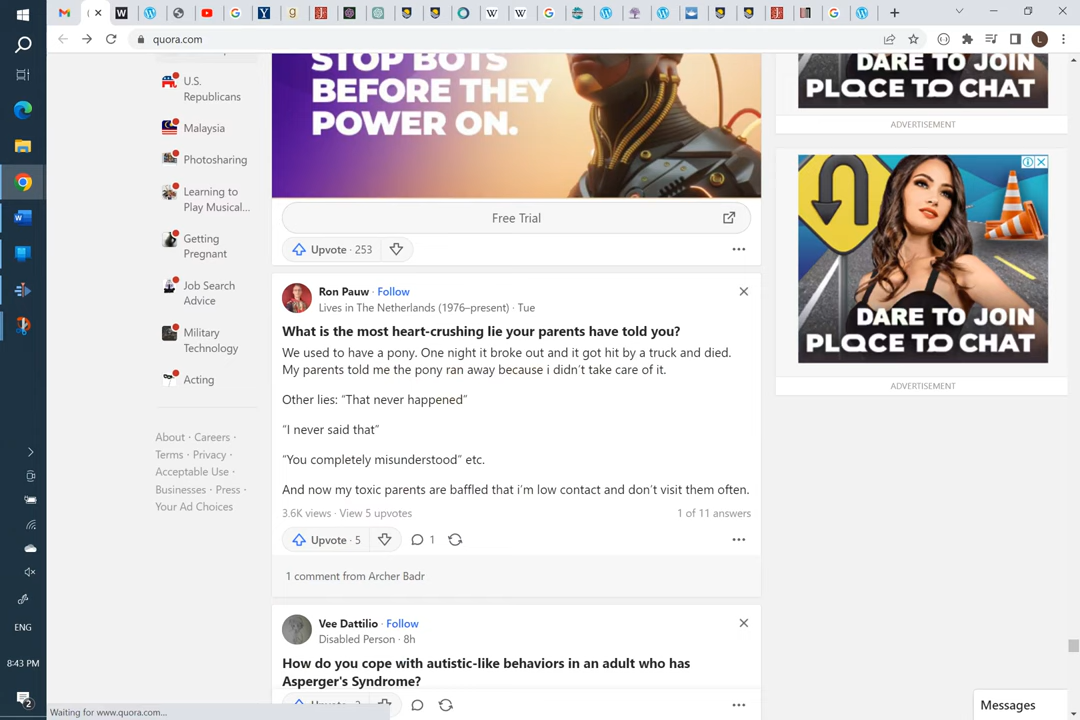 quora.com
STOP BOTS
BEFORE THEY
POWER ON.
Free Trial
Upvote · 253
U.S.
Republicans
Malaysia
Photosharing
Learning to
Play Musical...
Getting
Pregnant
Job Search
Advice
Military
Technology
Acting
About · Careers ·
Terms · Privacy ·
Acceptable Use ·
Businesses · Press ·
Your Ad Choices
Ron Pauw · Follow
Lives in The Netherlands (1976–present) · Tue
What is the most heart-crushing lie your parents have told you?
We used to have a pony. One night it broke out and it got hit by a truck and died.
My parents told me the pony ran away because i didn´t take care of it.
Other lies: “That never happened”
“I never said that”
“You completely misunderstood” etc.
And now my toxic parents are baffled that i´m low contact and don´t visit them often.
3.6K views · View 5 upvotes
1 of 11 answers
Upvote · 5
1
1 comment from Archer Badr
Vee Dattilio · Follow
Disabled Person · 8h
How do you cope with autistic-like behaviors in an adult who has
Asperger's Syndrome?
DARE TO JOIN
PLACE TO CHAT
ADVERTISEMENT
DARE TO JOIN
PLACE TO CHAT
ADVERTISEMENT
Messages
ENG
8:43 PM
2
Waiting for www.quora.com...